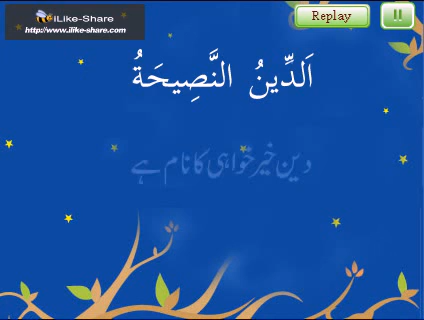 iLike-Share
http://www.ilike-share.com
Replay
اَلدِّينُ النَّصِيحَةُ
دین خیر خواہی کا نام ہے